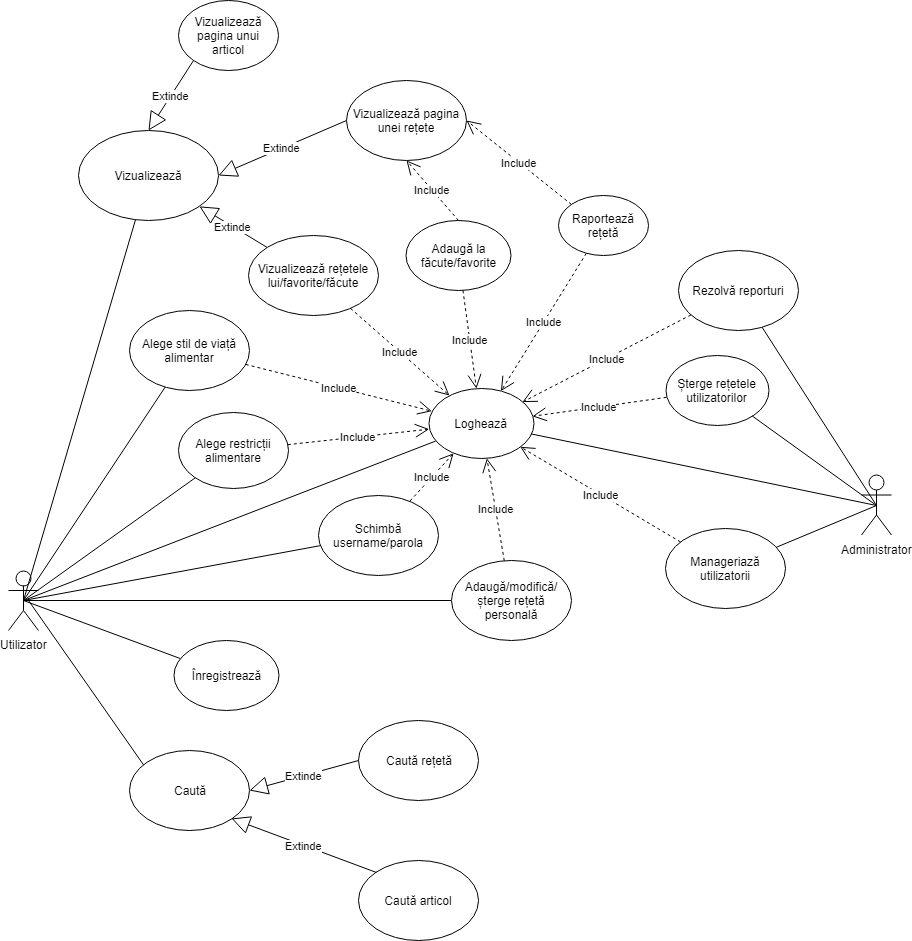 Vizualizează
pagina unui
articol
Extinde
Vizualizează pagina
unei rețete
Extinde
Include
Vizualizează
Include
Raportează
rețetă
Extinde
Adaugă la
făcute/favorite
Vizualizează rețetele
lui/favorite/făcute
Rezolvă reporturi
Include
Include
Alege stil de viață
alimentar
Include
Include
Include
Șterge rețetele
utilizatorilor
Include
Loghează
Alege restricții
alimentare
Include
Include
Include
Include
Schimbă
username/parola
Administrator
Manageriază
utilizatorii
Adaugă/modifică/
șterge rețetă
personală
Utilizator
Înregistrează
Caută rețetă
Extinde
Caută
Extinde
Caută articol